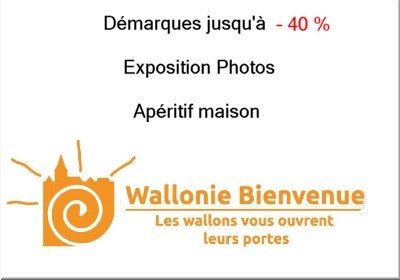 Démarques jusqu'à - 40 %
Exposition Photos
Apéritif maison
Wallonie Bienvenue
Les wallons vous ouvrent
leurs portes